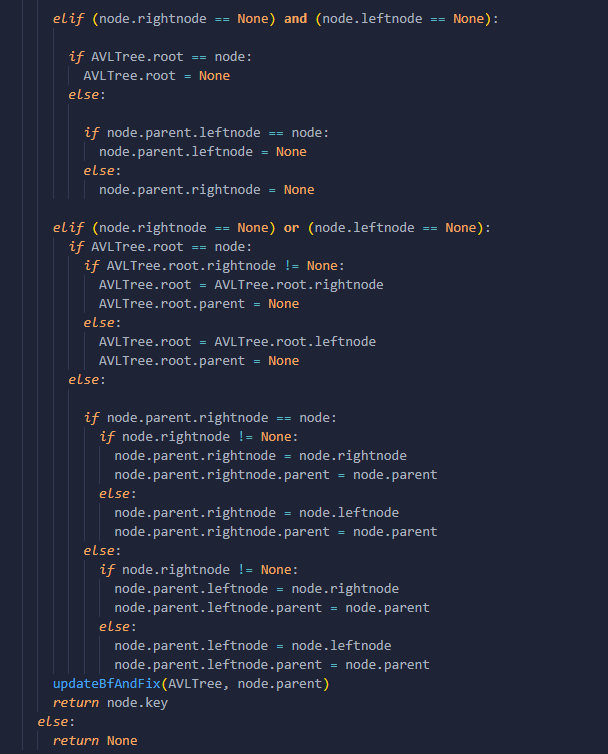 elif (node.rightnode == None) and (node.leftnode == None):
if AVLTree.root == node:
AVLTree.root = None
else:
if node.parent.leftnode == node:
node.parent.leftnode = None
else:
node.parent.rightnode = None
elif (node.rightnode == None) or (node.leftnode == None):
if AVLTree.root == node:
if AVLTree.root.rightnode != None:
AVLTree.root = AVLTree.root.rightnode
AVLTree.root.parent = None
else:
AVLTree.root = AVLTree.root.leftnode
AVLTree.root.parent = None
else:
if node.parent.rightnode == node:
if node.rightnode != None:
node.parent.rightnode = node.rightnode
node.parent.rightnode.parent = node.parent
else:
node.parent.rightnode = node.leftnode
node.parent.rightnode.parent = node.parent
else:
if node.rightnode != None:
node.parent.leftnode = node.rightnode
node.parent.leftnode.parent = node.parent
else:
node.parent.leftnode = node.leftnode
node.parent.leftnode.parent = node.parent
updateBfAndFix(AVLTree, node.parent)
return node.key
else:
return None